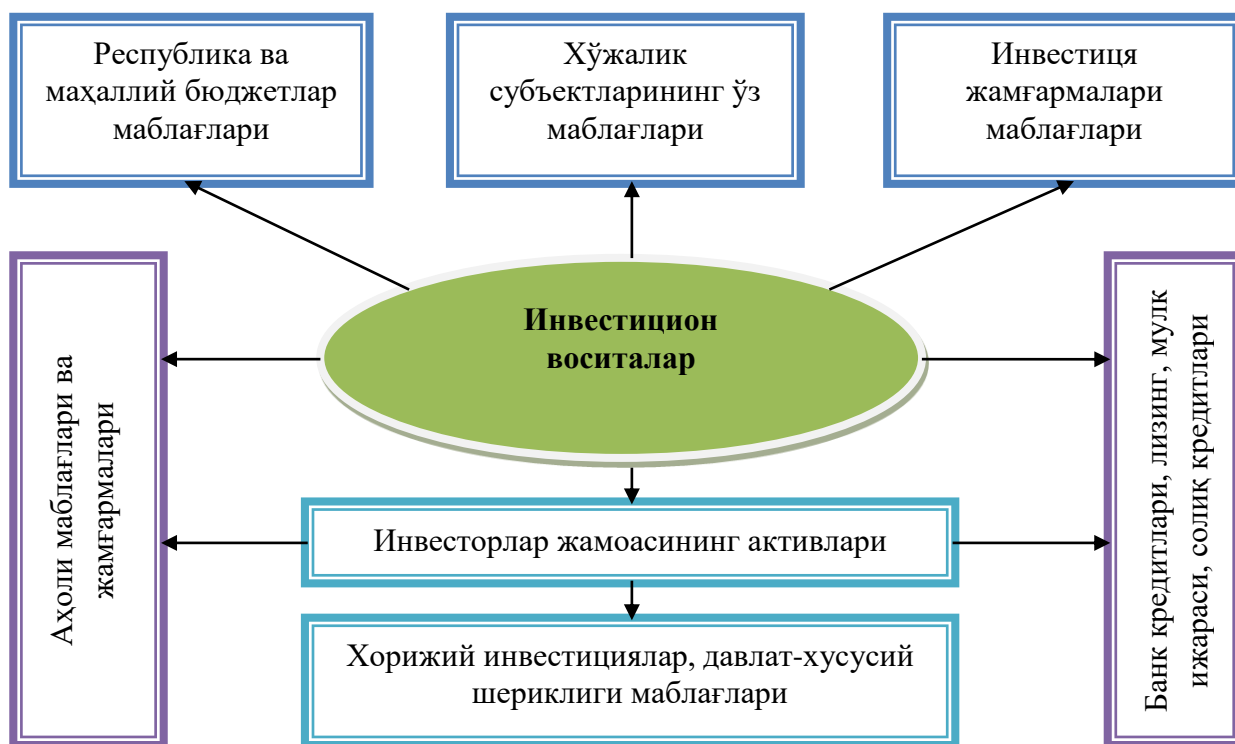 Республика ва
маҳаллий бюджетлар
маблағлари
Хўжалик
субъектларининг ўз
маблағлари
Инвестиця
жамғармалари
маблағлари
Инвестицион
воситалар
Аҳоли маблағлари ва
жамғармалари
Банк кредитлари, лизинг, мулк
ижараси, солиқ кредитлари
Инвесторлар жамоасининг активлари
Хорижий инвестициялар, давлат-хусусий
шериклиги маблағлари